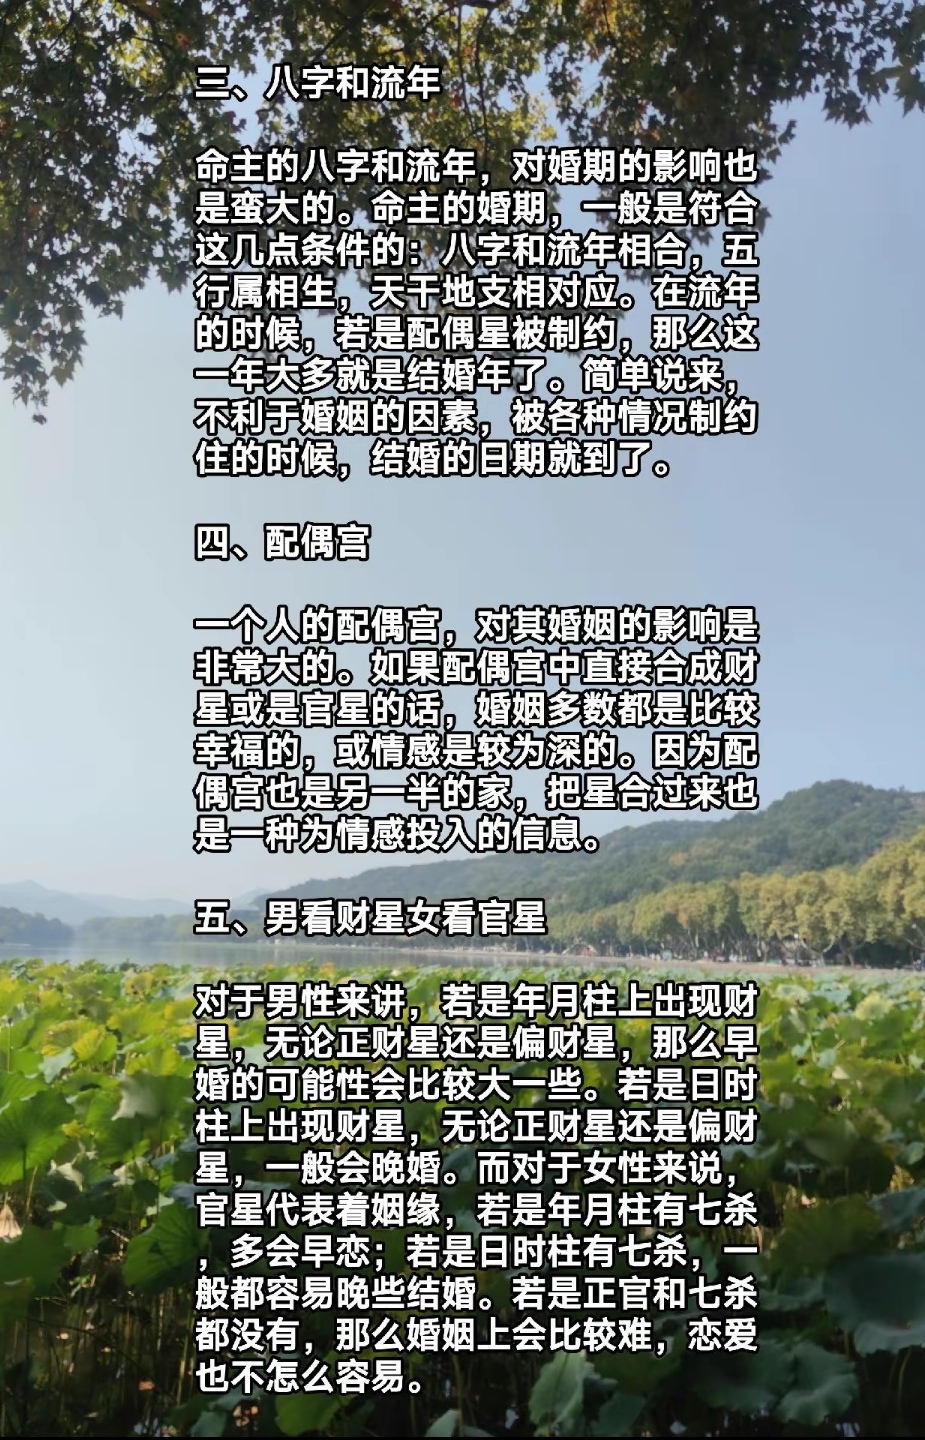 三、八字和流年
命主的八字和流年，对婚期的影响也
是蛮大的。命主的婚期，一般是符合
这几点条件的：八字和流年相合，五
行属相生，天干地支相对应。在流年
的时候，若是配偶星被制约，那么这
一年大多就是结婚年了。简单说来，
不利于婚姻的因素，被各种情况制约
住的时候，结婚的日期就到了。
四、配偶宫
一个人的配偶宫，对其婚姻的影响是
非常大的。如果配偶宫中直接合成财
星或是官星的话，婚姻多数都是比较
幸福的，或情感是较为深的。因为配
偶宫也是另一半的家，把星合过来也
是一种为情感投入的信息。
五、男看财星女看官星
对于男性来讲，若是年月柱上出现财
星，无论正财星还是偏财星，那么早
婚的可能性会比较大一些。若是日时
柱上出现财星，无论正财星还是偏财
星，一般会晚婚。而对于女性来说，
官星代表着姻缘，若是年月柱有七杀
，多会早恋；若是日时柱有七杀，一
般都容易晚些结婚。若是正官和七杀
都没有，那么婚姻上会比较难，恋爱
也不怎么容易。